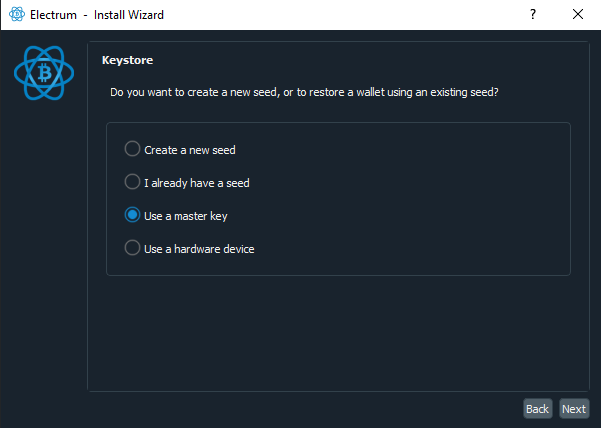 Electrum - Install Wizard
?
Keystore
Do you want to create a new seed, or to restore a wallet using an existing seed?
Create a new seed
I already have a seed
Use a master key
Use a hardware device
Back Next